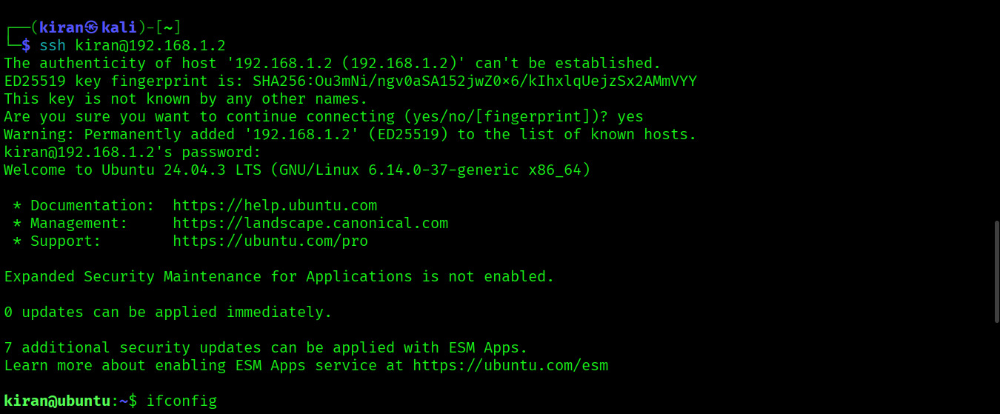 ┌──(kiran㉿kali)-[~]
└─$ ssh kiran@192.168.1.2
The authenticity of host '192.168.1.2 (192.168.1.2)' can't be established.
ED25519 key fingerprint is: SHA256:Ou3mNi/ngv0aSA152jwZ0×6/kIhxlqUejzSx2AMmVYY
This key is not known by any other names.
Are you sure you want to continue connecting (yes/no/[fingerprint])? yes
Warning: Permanently added '192.168.1.2' (ED25519) to the list of known hosts.
kiran@192.168.1.2's password:
Welcome to Ubuntu 24.04.3 LTS (GNU/Linux 6.14.0-37-generic x86_64)

 * Documentation:  https://help.ubuntu.com
 * Management:     https://landscape.canonical.com
 * Support:        https://ubuntu.com/pro

Expanded Security Maintenance for Applications is not enabled.

0 updates can be applied immediately.

7 additional security updates can be applied with ESM Apps.
Learn more about enabling ESM Apps service at https://ubuntu.com/esm

kiran@ubuntu:~$ ifconfig